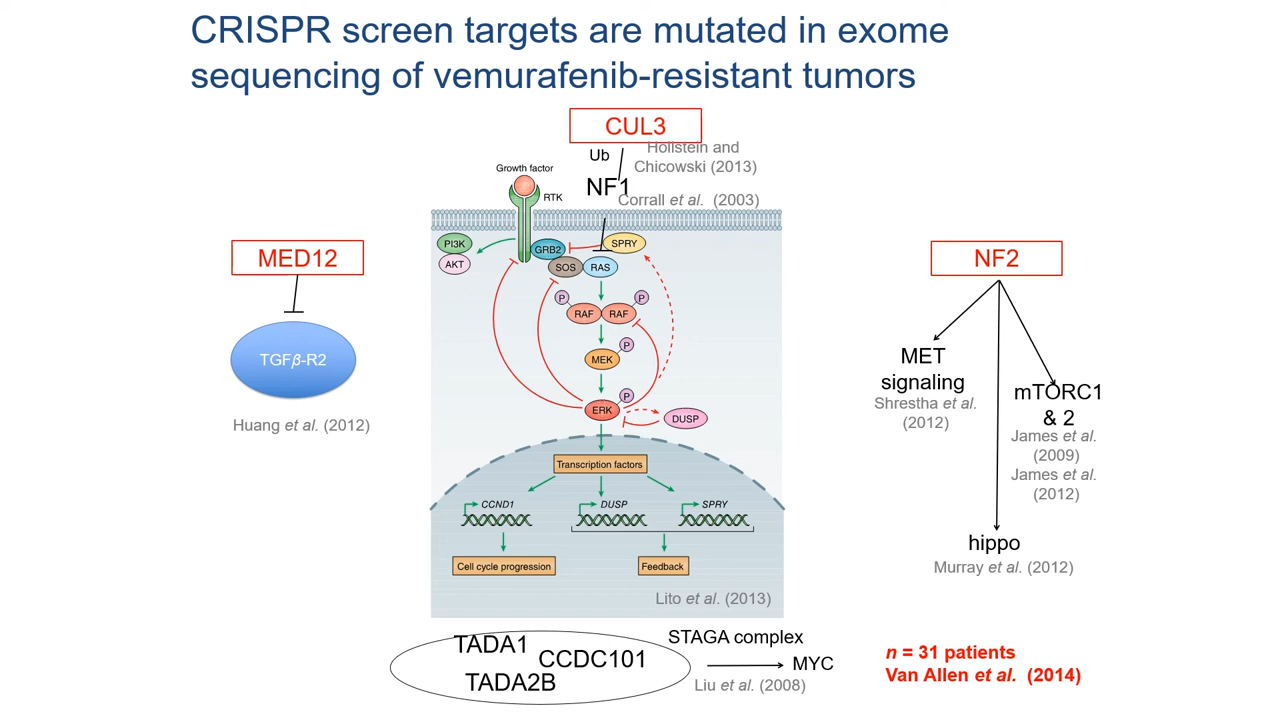 CRISPR screen targets are mutated in exome
sequencing of vemurafenib-resistant tumors
CUL3
Hollstein and
Chicowski (2013)
Ub
NF1
Corrall et al. (2003)
Growth factor
RTK
PI3K
AKT
GRB2
SPRY
SOS
RAS
P
P
RAF
RAF
MEK
P
P
ERK
DUSP
Transcription factors
CCND1
DUSP
SPRY
Cell cycle progression
Feedback
Lito et al. (2013)
MED12
TGFβ-R2
Huang et al. (2012)
NF2
MET
signaling
Shrestha et al.
(2012)
mTORC1
& 2
James et al.
(2009)
James et al.
(2012)
hippo
Murray et al. (2012)
TADA1
CCDC101
TADA2B
STAGA complex
MYC
Liu et al. (2008)
n = 31 patients
Van Allen et al. (2014)